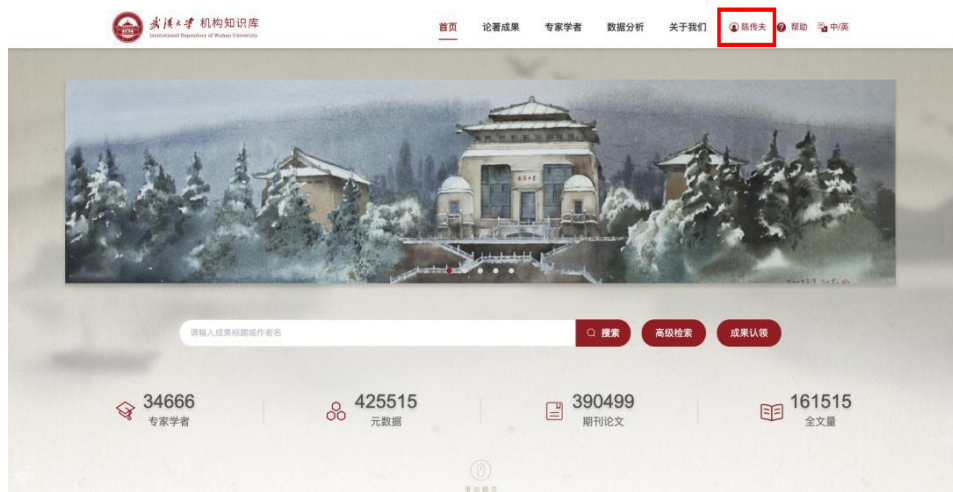 武汉大学 机构知识库
Institutional Repository of Wuhan University
首页 论著成果 专家学者 数据分析 关于我们 陈传夫 帮助 中/英
请输入成果标题或作者名 搜索 高级检索 成果认领
34666 425515 390499 161515
专家学者 元数据 期刊论文 全文量